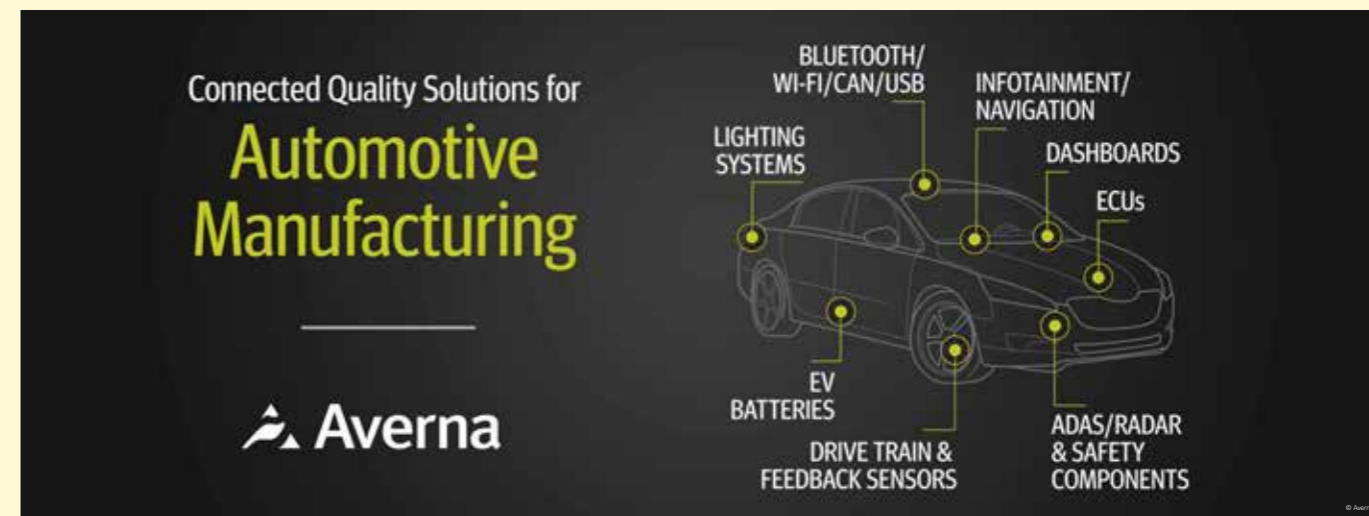 Connected Quality Solutions for
Automotive
Manufacturing
Averna
BLUETOOTH/
WI-FI/CAN/USB
INFOTAINMENT/
NAVIGATION
LIGHTING
SYSTEMS
DASHBOARDS
ECUs
EV
BATTERIES
DRIVE TRAIN &
FEEDBACK SENSORS
ADAS/RADAR
& SAFETY
COMPONENTS